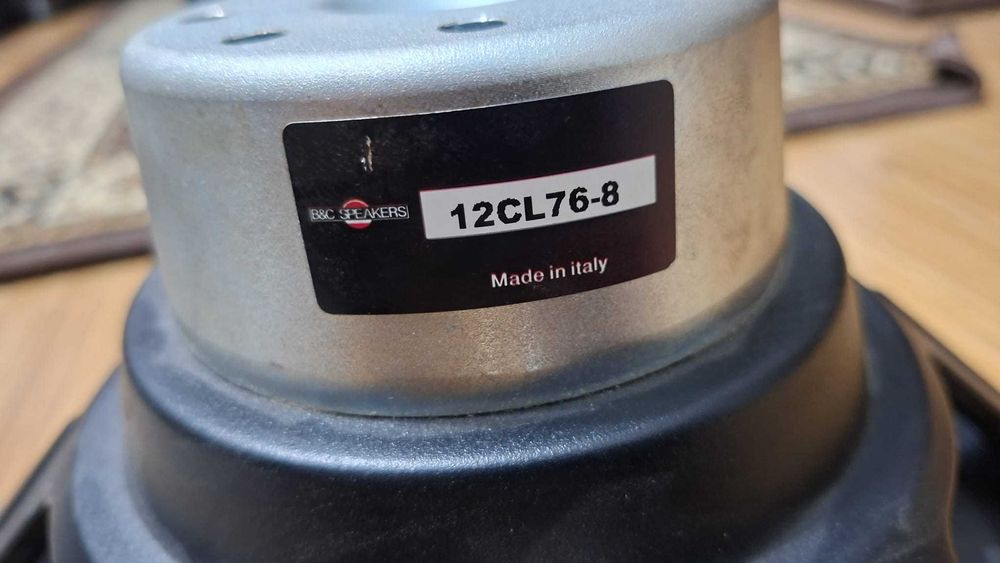 B&C SPEAKERS
12CL76-8
Made in italy